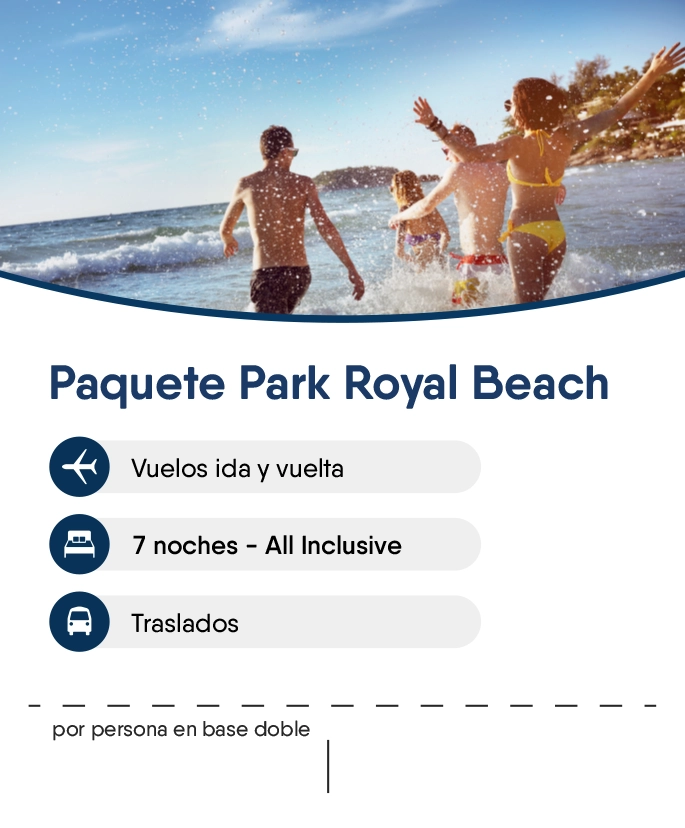 Paquete Park Royal Beach
Vuelos ida y vuelta
7 noches - All Inclusive
Traslados
por persona en base doble